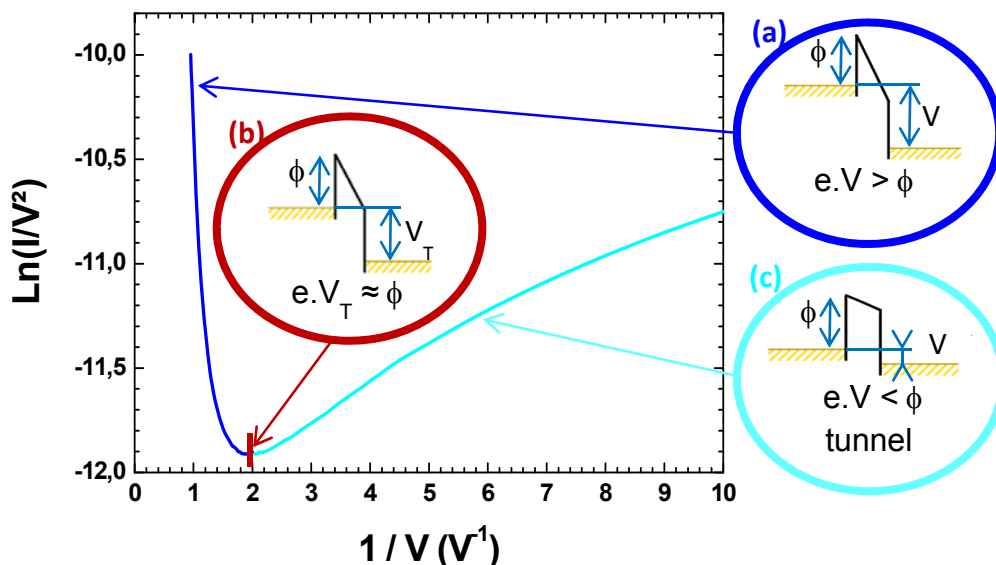 Ln(I/V²)
-10,0
-10,5
-11,0
-11,5
-12,0
0 1 2 3 4 5 6 7 8 9 10
1 / V (V⁻¹)
(b)
ϕ
V_T
e.V_T ≈ ϕ
(a)
ϕ
V
e.V > ϕ
(c)
ϕ
V
e.V < ϕ
tunnel